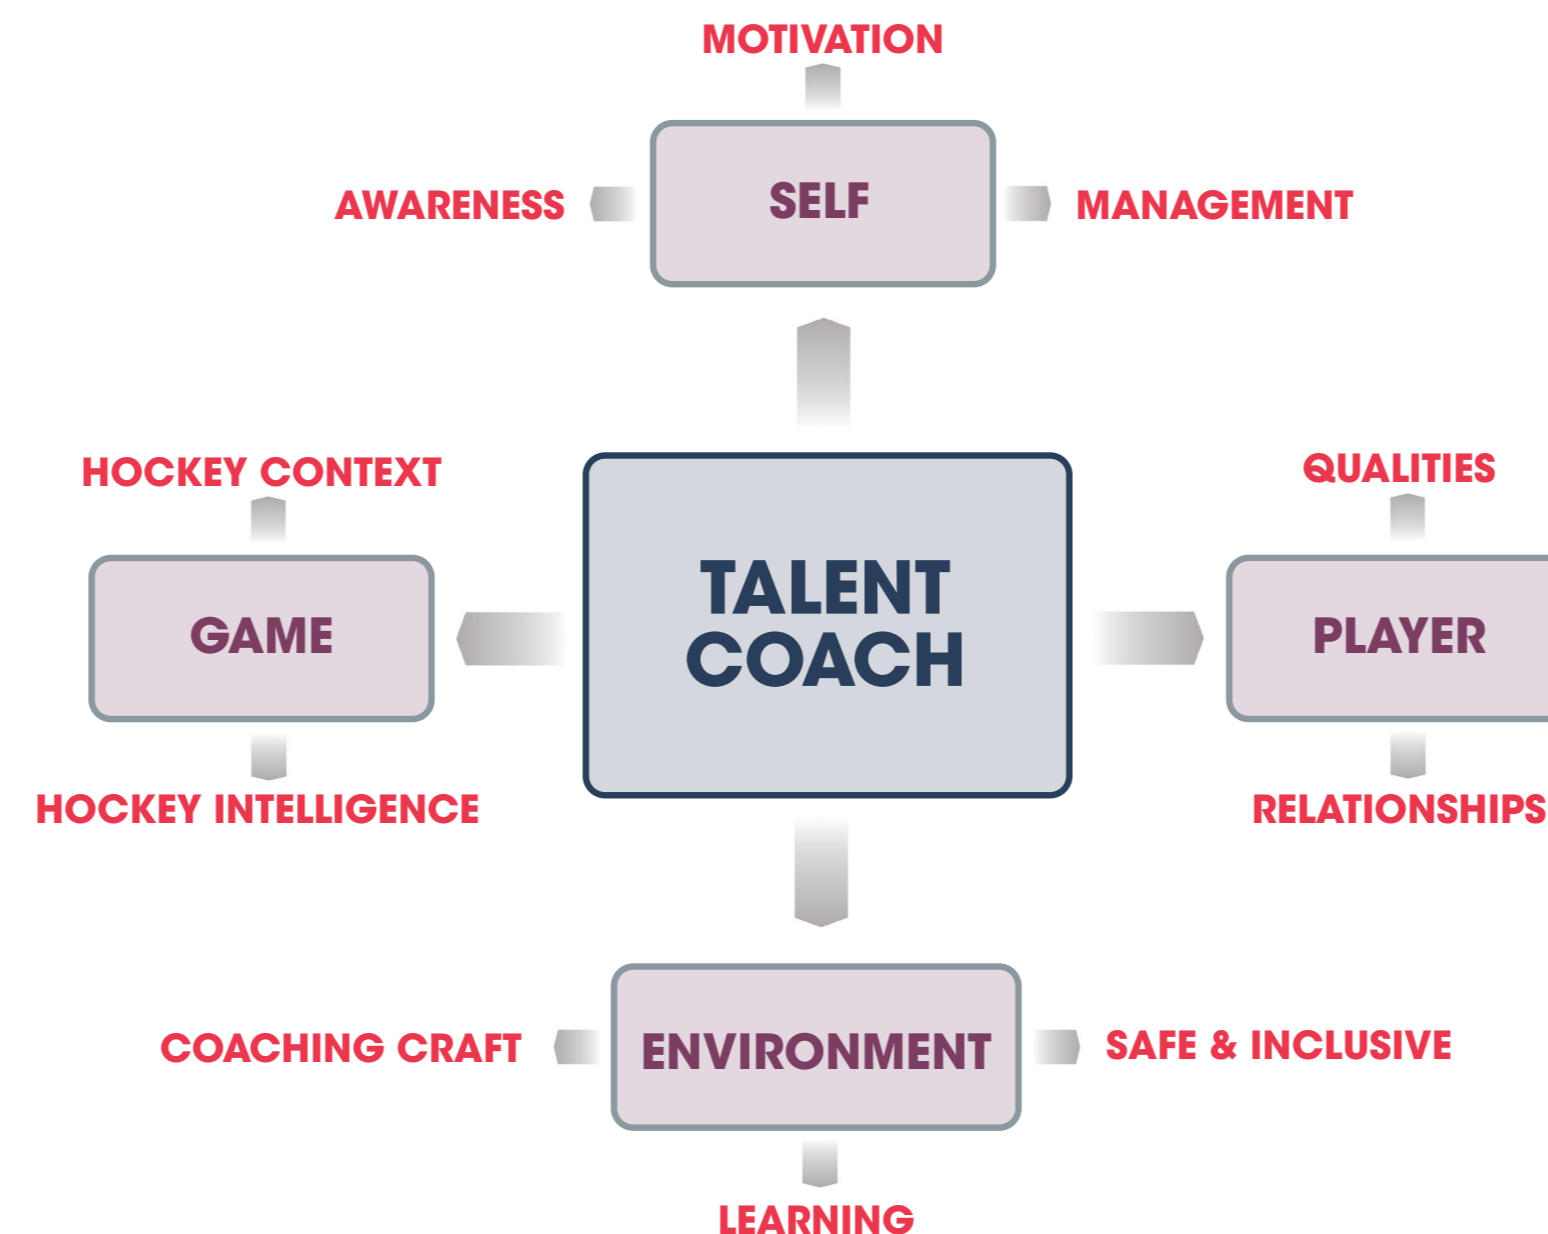 MOTIVATION
AWARENESS
SELF
MANAGEMENT
HOCKEY CONTEXT
QUALITIES
GAME
TALENT
COACH
PLAYER
HOCKEY INTELLIGENCE
RELATIONSHIPS
COACHING CRAFT
ENVIRONMENT
SAFE & INCLUSIVE
LEARNING